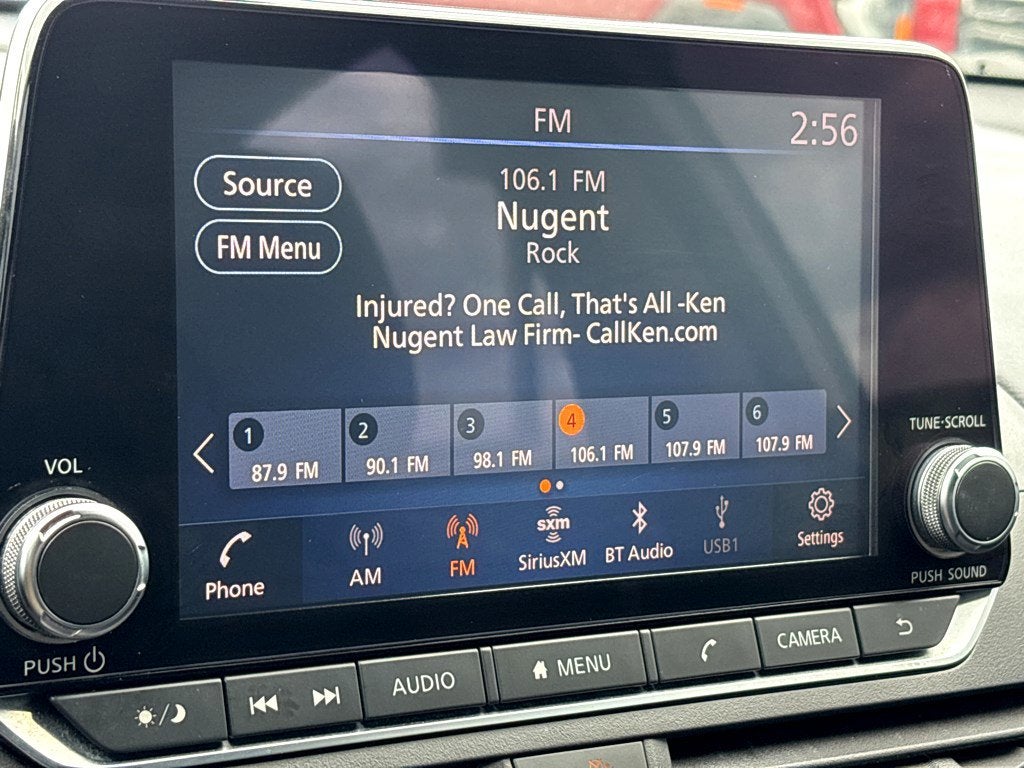 FM
2:56
Source
106.1 FM
Nugent
FM Menu
Rock
Injured? One Call, That's All -Ken
Nugent Law Firm- CallKen.com
1
2
3
4
5
6
87.9 FM
90.1 FM
98.1 FM
106.1 FM
107.9 FM
107.9 FM
VOL
TUNE·SCROLL
Phone
AM
FM
sxm
SiriusXM
BT Audio
USB1
Settings
PUSH
PUSH SOUND
AUDIO
MENU
CAMERA